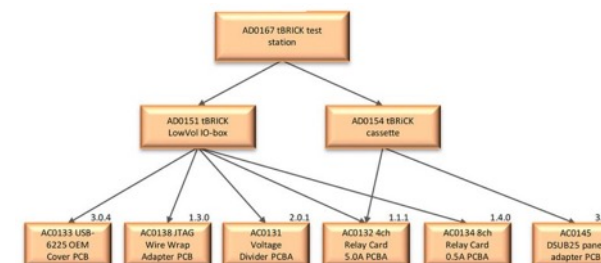 AD0167 tBRICK test
station
AD0151 tBRICK
LowVol IO-box
AD0154 tBRiCK
cassette
3.0.4
1.3.0
2.0.1
1.1.1
1.4.0
3.
AC0133 USB-
6225 OEM
Cover PCB
AC0138 JTAG
Wire Wrap
Adapter PCB
AC0131
Voltage
Divider PCBA
AC0132 4ch
Relay Card
5.0A PCBA
AC0134 8ch
Relay Card
0.5A PCBA
AC0145
DSUB25 pane
adapter PCB